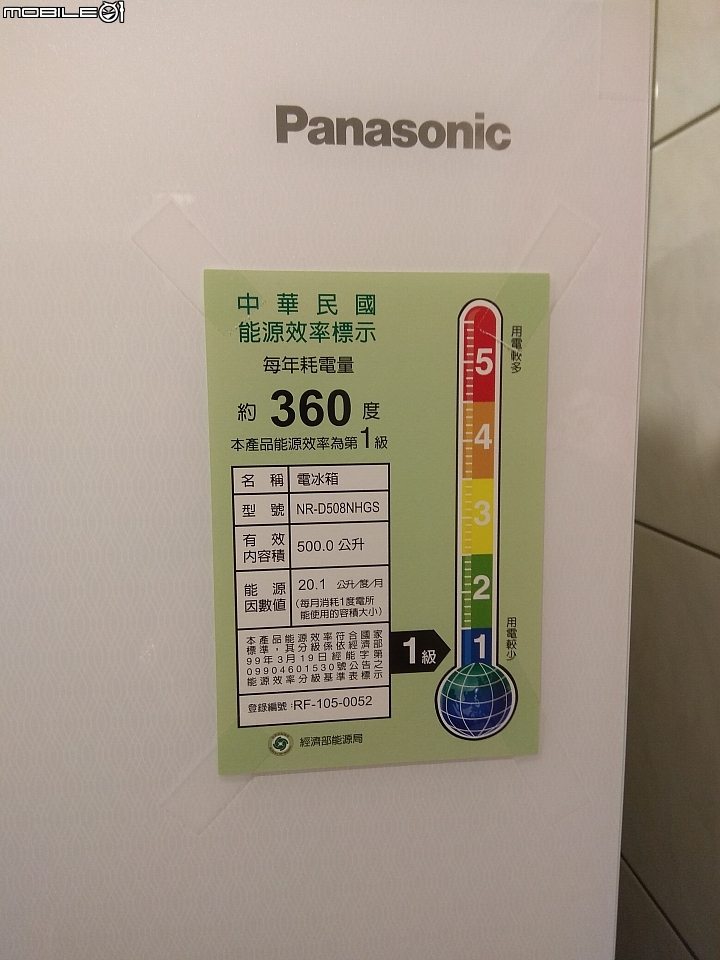 MOBILE01
Panasonic
中華民國
能源效率標示
每年耗電量
約 360 度
本產品能源效率為第1級
名稱 電冰箱
型號 NR-D508NHGS
有效
內容積 500.0 公升
能源
因數值 20.1 公升/度/月
(每月消耗1度電所
能使用的容積大小)
本產品能源效率符合國家
標準，其分級係依經濟部
99年3月19日經能字第
09904601530號公告之
能源效率分級基準表標示
登錄編號：RF-105-0052
經濟部能源局
用電較多
5
4
3
2
1
用電較少
1級